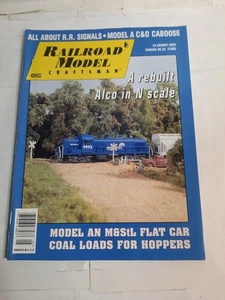 ALL ABOUT R.R. SIGNALS • MODEL A C&O CABOOSE
RAILROAD MODEL
CRAFTSMAN
A rebuilt
Alco in N scale
MODEL AN M&StL FLAT CAR
COAL LOADS FOR HOPPERS